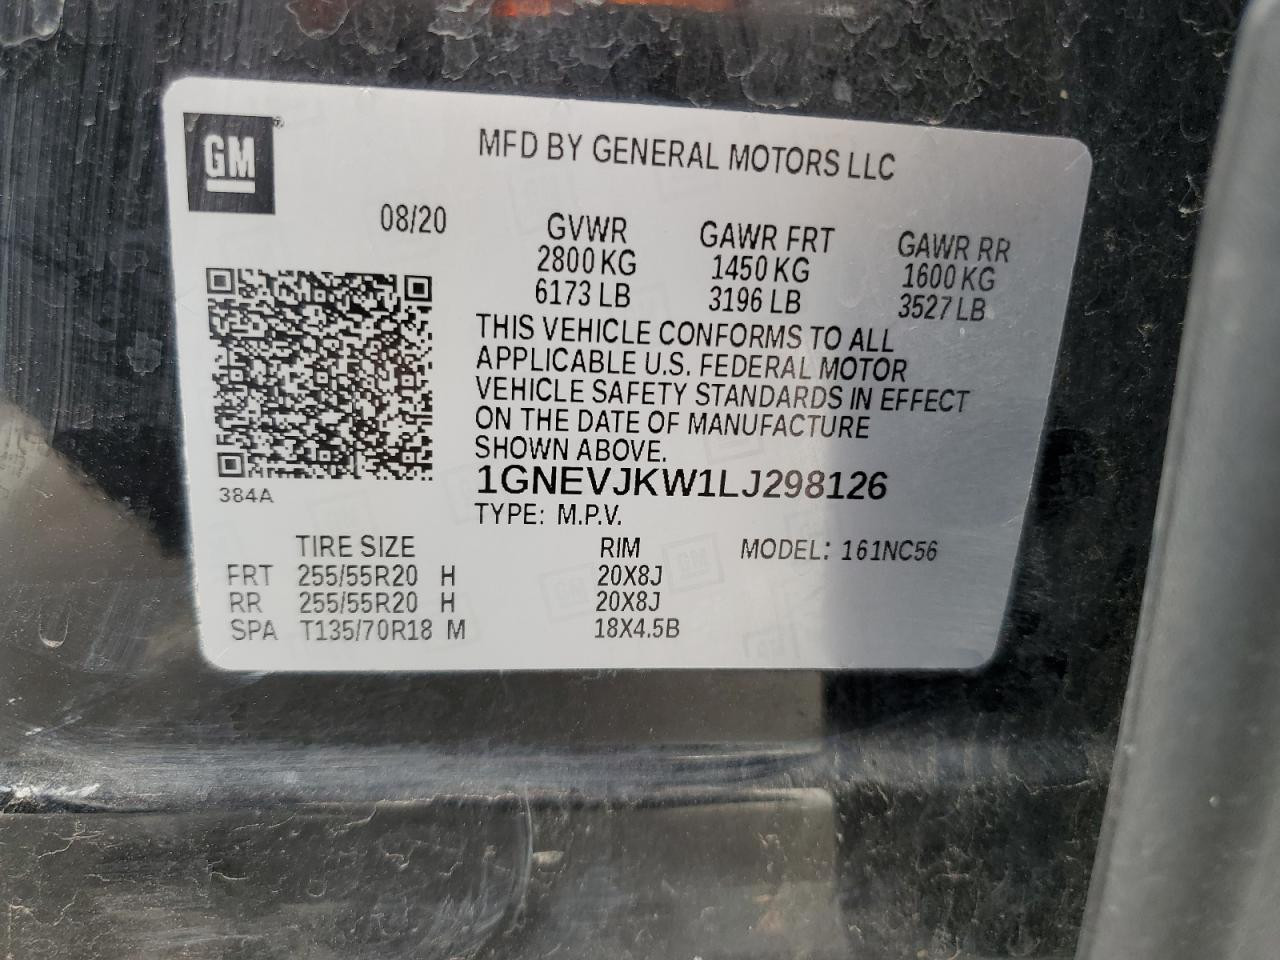 GM
MFD BY GENERAL MOTORS LLC
08/20
GVWR GAWR FRT GAWR RR
2800 KG 1450 KG 1600 KG
6173 LB 3196 LB 3527 LB
THIS VEHICLE CONFORMS TO ALL
APPLICABLE U.S. FEDERAL MOTOR
VEHICLE SAFETY STANDARDS IN EFFECT
ON THE DATE OF MANUFACTURE
SHOWN ABOVE.
384A
1GNEVJKW1LJ298126
TYPE: M.P.V.
TIRE SIZE RIM MODEL: 161NC56
FRT 255/55R20 H 20X8J
RR 255/55R20 H 20X8J
SPA T135/70R18 M 18X4.5B